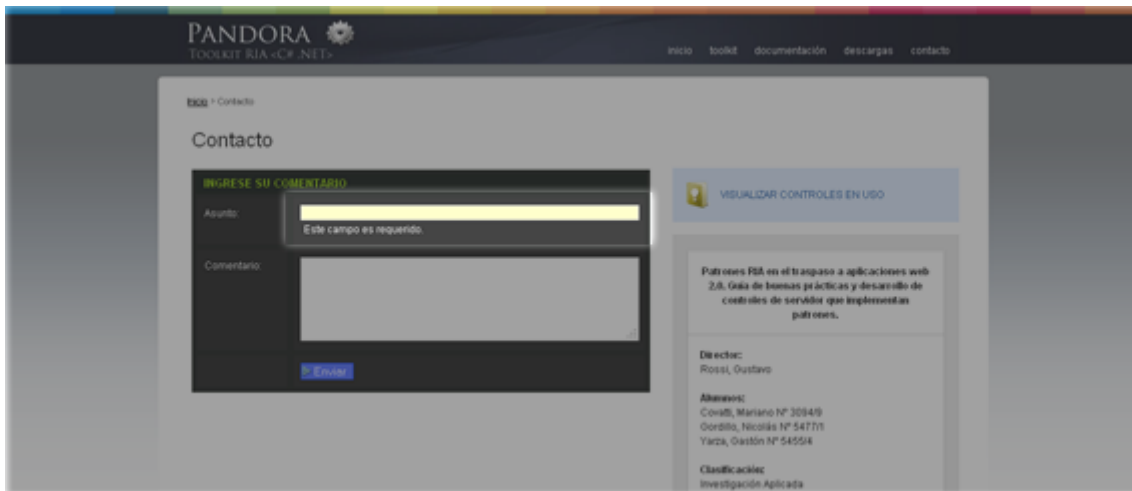 PANDORA
TOOLKIT RIA <C# .NET>
inicio toolkit documentación descargas contacto
Inicio > Contacto
Contacto
INGRESE SU COMENTARIO
Asunto:
Este campo es requerido.
Comentario:
Enviar
VISUALIZAR CONTROLES EN USO
Patrones RIA en el traspaso a aplicaciones web
2.0. Guía de buenas prácticas y desarrollo de
controles de servidor que implementan
patrones.
Director:
Rossi, Gustavo
Alumnos:
Covatti, Mariano Nº 3094/9
Gordillo, Nicolás Nº 5477/1
Yarza, Gastón Nº 5455/4
Clasificación:
Investigación Aplicada